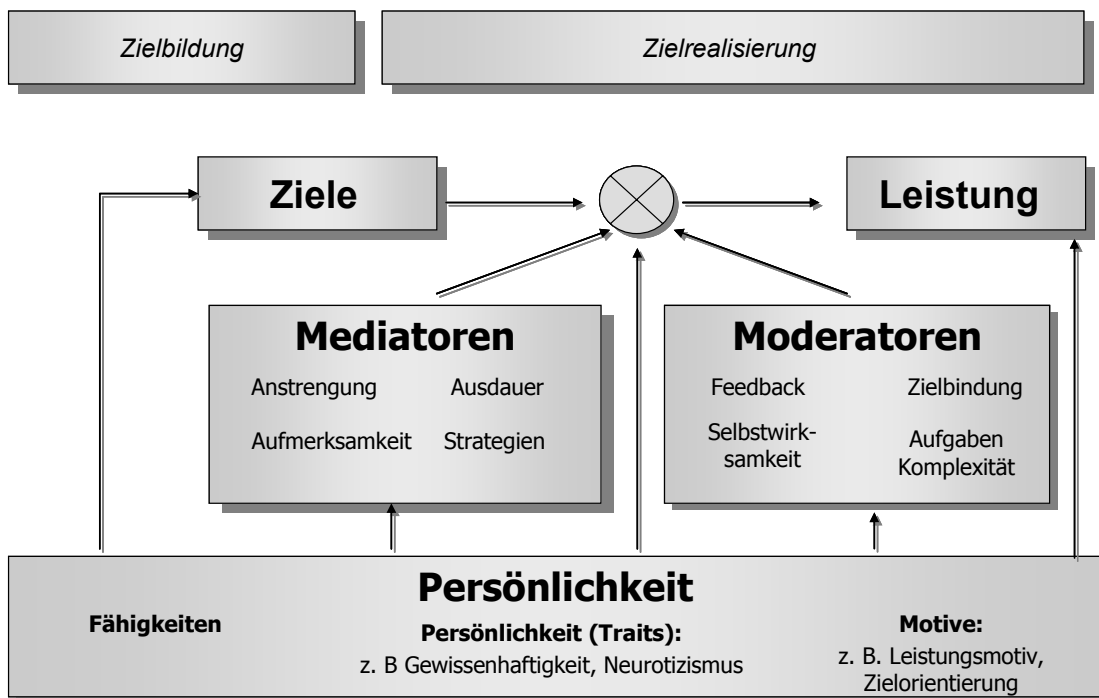 Zielbildung
Zielrealisierung
Ziele
Leistung
Mediatoren
Anstrengung
Ausdauer
Aufmerksamkeit
Strategien
Moderatoren
Feedback
Zielbindung
Selbstwirk-
samkeit
Aufgaben
Komplexität
Persönlichkeit
Fähigkeiten
Persönlichkeit (Traits):
z. B Gewissenhaftigkeit, Neurotizismus
Motive:
z. B. Leistungsmotiv,
Zielorientierung